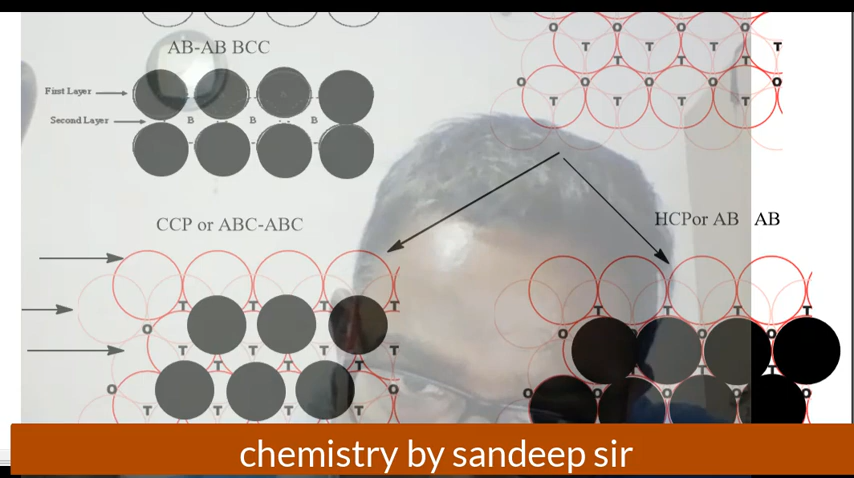 AB-AB BCC
First Layer
B B B
Second Layer
O O O O
T T T T
T T T
O O O O O
T T T T
CCP or ABC-ABC
HCPor AB AB
T T T T
O
T T T T
T T T T
O O
T T T T
T T T T
O O O O
T T T
O O O O O
chemistry by sandeep sir